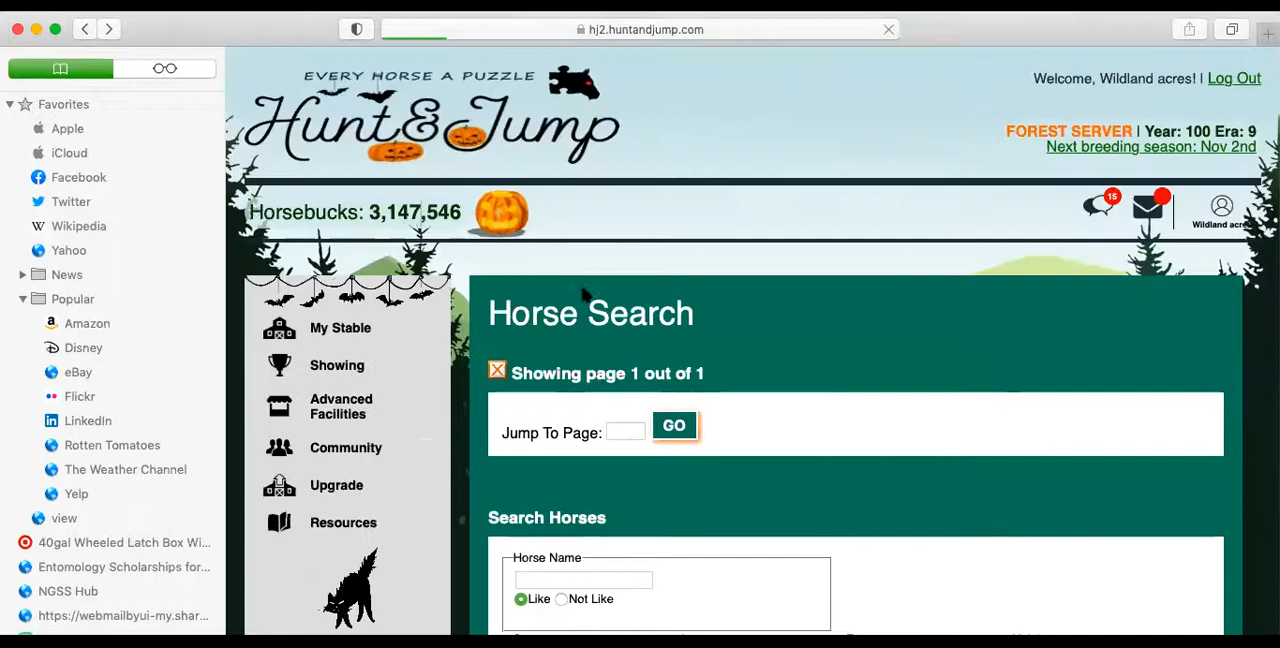 hj2.huntandjump.com
Favorites
Apple
iCloud
Facebook
Twitter
Wikipedia
Yahoo
News
Popular
Amazon
Disney
eBay
Flickr
LinkedIn
Rotten Tomatoes
The Weather Channel
Yelp
view
40gal Wheeled Latch Box Wi...
Entomology Scholarships for...
NGSS Hub
https://webmailbyui-my.shar...
EVERY HORSE A PUZZLE
Hunt&Jump
Welcome, Wildland acres! | Log Out
FOREST SERVER | Year: 100 Era: 9
Next breeding season: Nov 2nd
Horsebucks: 3,147,546
15
Wildland acres
My Stable
Showing
Advanced
Facilities
Community
Upgrade
Resources
Horse Search
Showing page 1 out of 1
Jump To Page: GO
Search Horses
Horse Name
Like Not Like